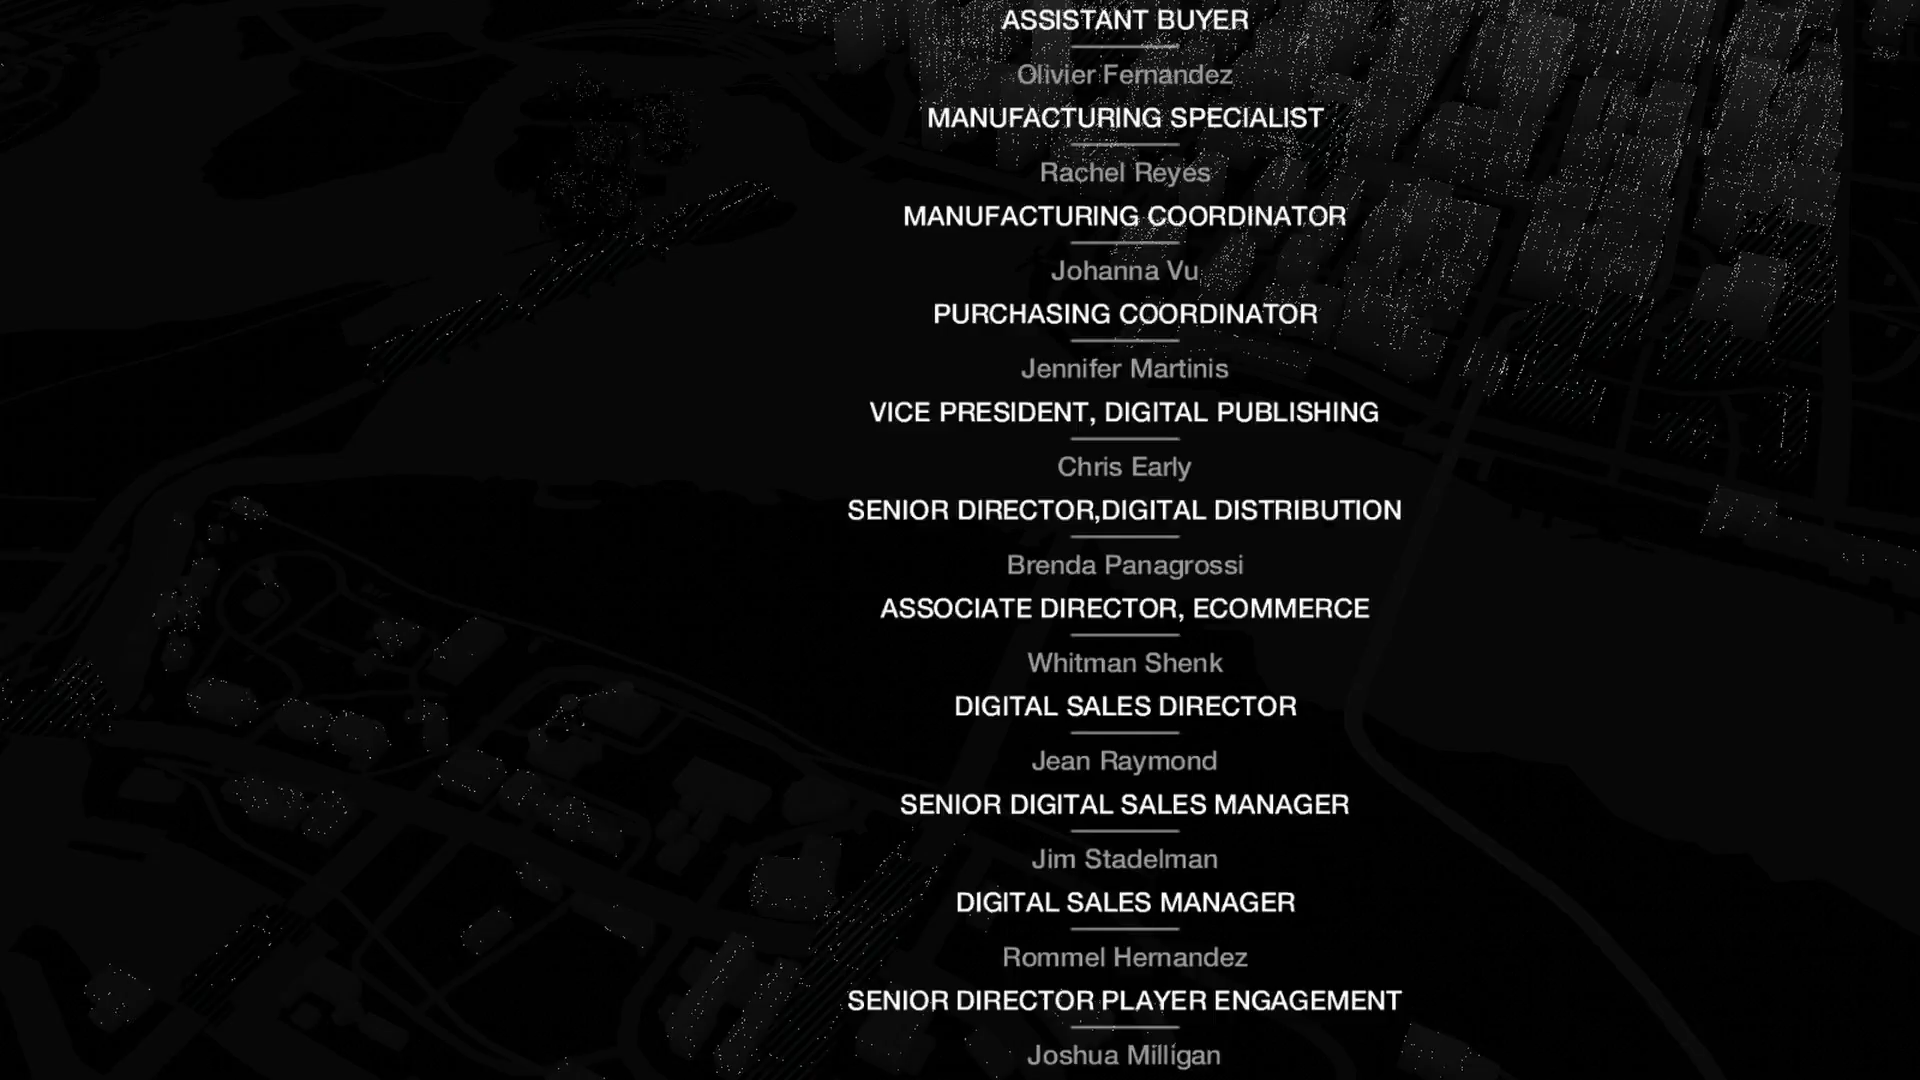 ASSISTANT BUYER
Olivier Fernandez
MANUFACTURING SPECIALIST
Rachel Reyes
MANUFACTURING COORDINATOR
Johanna Vu
PURCHASING COORDINATOR
Jennifer Martinis
VICE PRESIDENT, DIGITAL PUBLISHING
Chris Early
SENIOR DIRECTOR,DIGITAL DISTRIBUTION
Brenda Panagrossi
ASSOCIATE DIRECTOR, ECOMMERCE
Whitman Shenk
DIGITAL SALES DIRECTOR
Jean Raymond
SENIOR DIGITAL SALES MANAGER
Jim Stadelman
DIGITAL SALES MANAGER
Rommel Hernandez
SENIOR DIRECTOR PLAYER ENGAGEMENT
Joshua Milligan